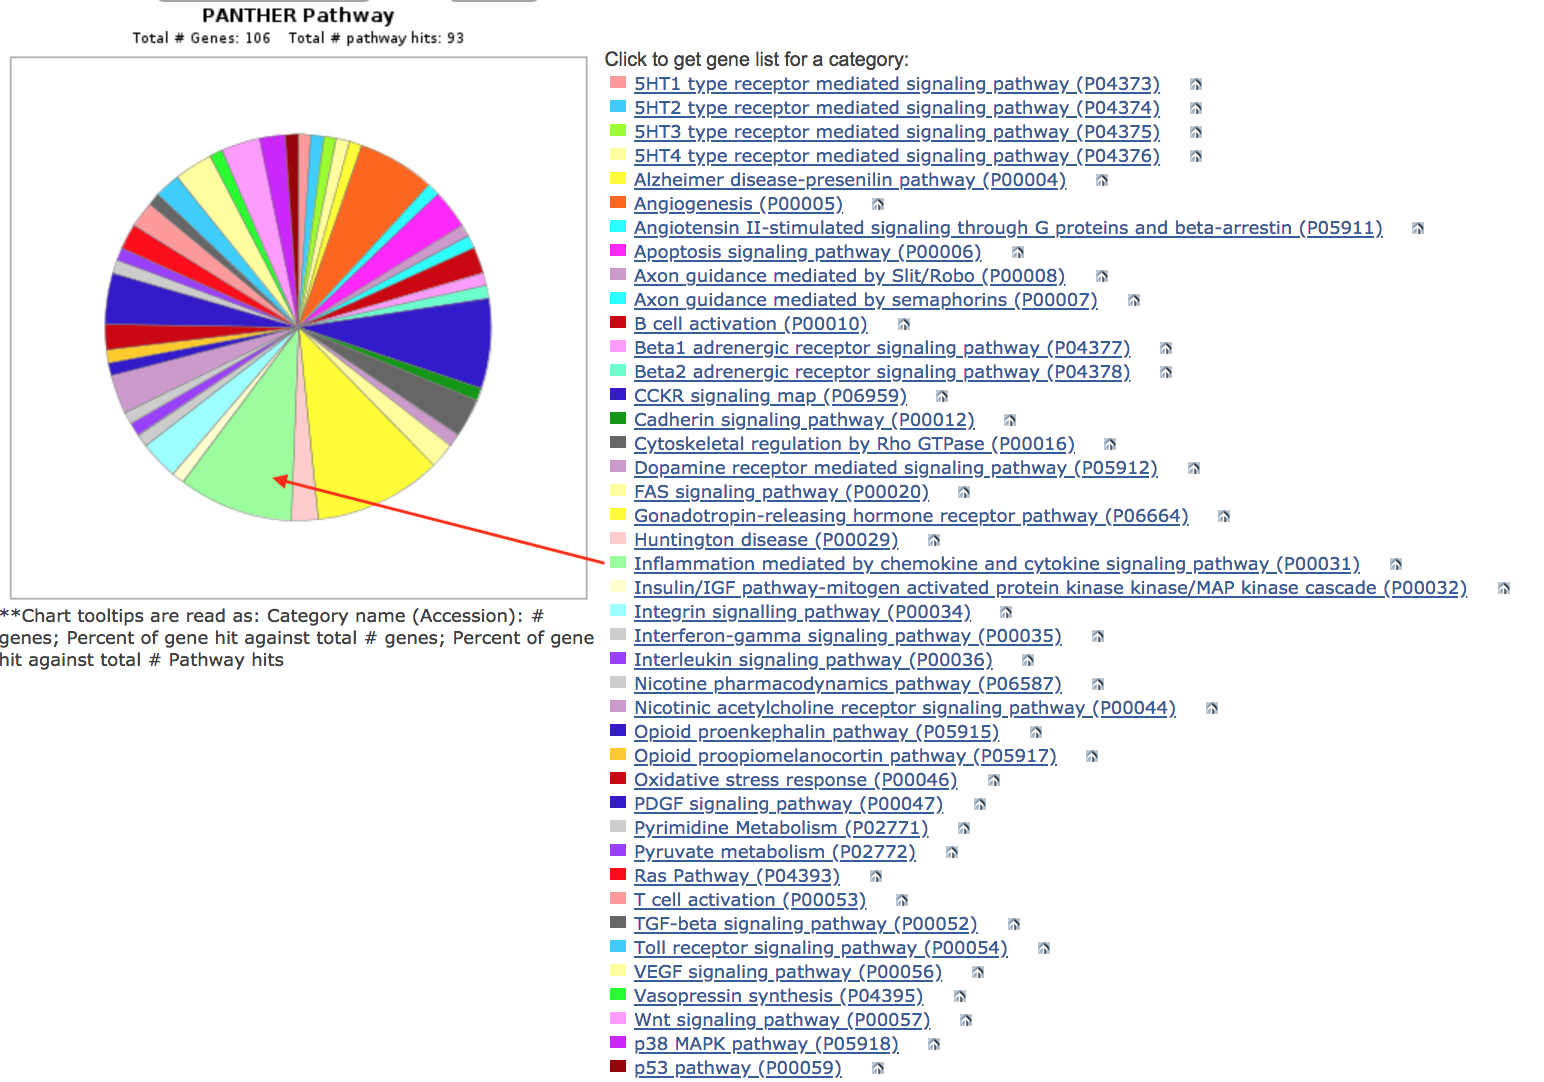 PANTHER Pathway
Total # Genes: 106 Total # pathway hits: 93
Click to get gene list for a category:
5HT1 type receptor mediated signaling pathway (P04373)
5HT2 type receptor mediated signaling pathway (P04374)
5HT3 type receptor mediated signaling pathway (P04375)
5HT4 type receptor mediated signaling pathway (P04376)
Alzheimer disease-presenilin pathway (P00004)
Angiogenesis (P00005)
Angiotensin II-stimulated signaling through G proteins and beta-arrestin (P05911)
Apoptosis signaling pathway (P00006)
Axon guidance mediated by Slit/Robo (P00008)
Axon guidance mediated by semaphorins (P00007)
B cell activation (P00010)
Beta1 adrenergic receptor signaling pathway (P04377)
Beta2 adrenergic receptor signaling pathway (P04378)
CCKR signaling map (P06959)
Cadherin signaling pathway (P00012)
Cytoskeletal regulation by Rho GTPase (P00016)
Dopamine receptor mediated signaling pathway (P05912)
FAS signaling pathway (P00020)
Gonadotropin-releasing hormone receptor pathway (P06664)
Huntington disease (P00029)
Inflammation mediated by chemokine and cytokine signaling pathway (P00031)
Insulin/IGF pathway-mitogen activated protein kinase kinase/MAP kinase cascade (P00032)
Integrin signalling pathway (P00034)
Interferon-gamma signaling pathway (P00035)
Interleukin signaling pathway (P00036)
Nicotine pharmacodynamics pathway (P06587)
Nicotinic acetylcholine receptor signaling pathway (P00044)
Opioid proenkephalin pathway (P05915)
Opioid proopiomelanocortin pathway (P05917)
Oxidative stress response (P00046)
PDGF signaling pathway (P00047)
Pyrimidine Metabolism (P02771)
Pyruvate metabolism (P02772)
Ras Pathway (P04393)
T cell activation (P00053)
TGF-beta signaling pathway (P00052)
Toll receptor signaling pathway (P00054)
VEGF signaling pathway (P00056)
Vasopressin synthesis (P04395)
Wnt signaling pathway (P00057)
p38 MAPK pathway (P05918)
p53 pathway (P00059)
**Chart tooltips are read as: Category name (Accession): #
genes; Percent of gene hit against total # genes; Percent of gene
hit against total # Pathway hits